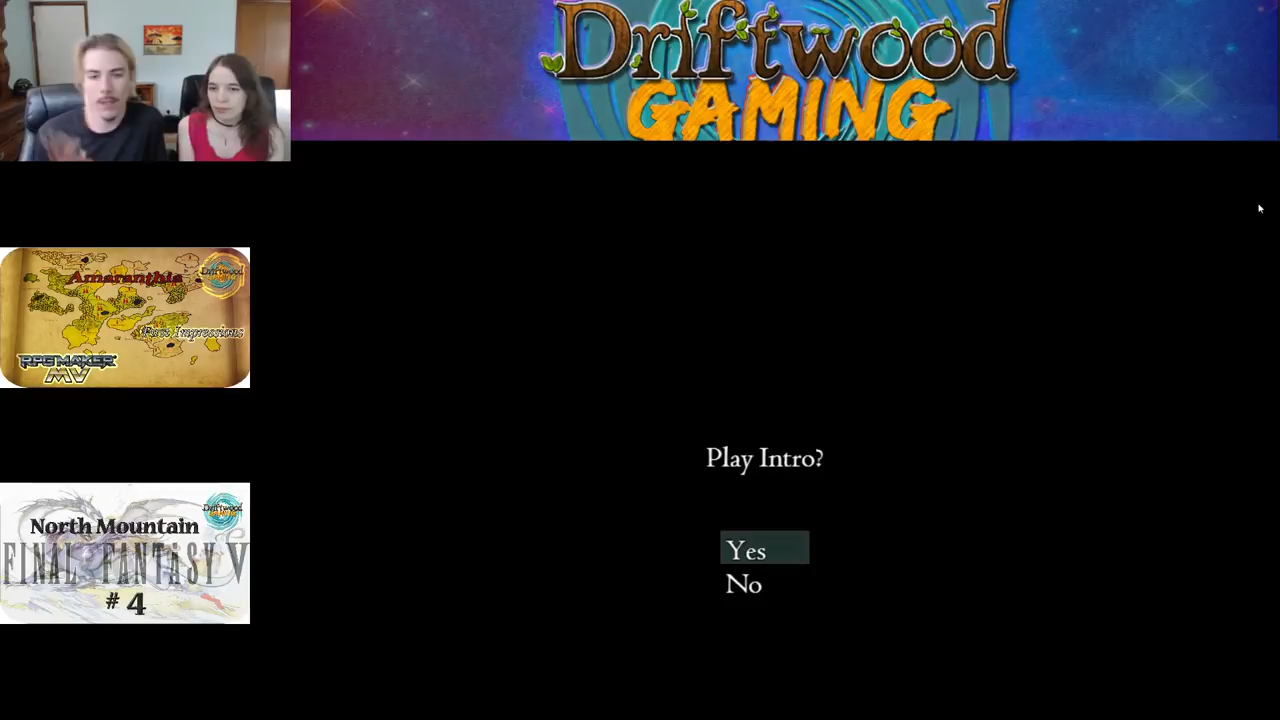 Driftwood
GAMING
Amaranthia
Driftwood
First Impressions
RPG MAKER
MV
Play Intro?
Yes
No
Driftwood
GAMING
North Mountain
FINAL FANTASY V
# 4